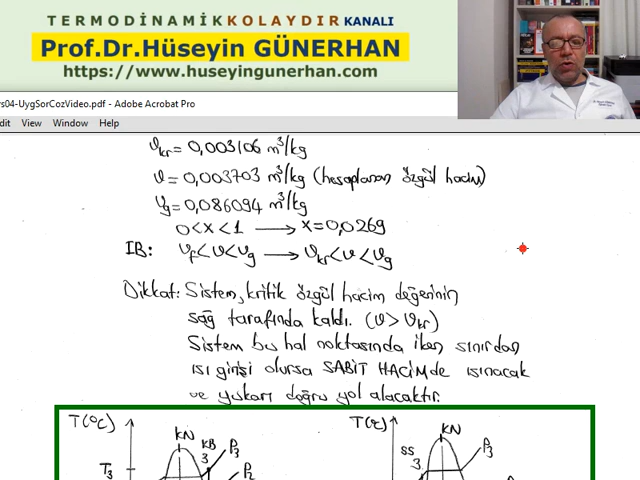 TERMODİNAMİKKOLAYDIR KANALI
Prof.Dr.Hüseyin GÜNERHAN
https://www.huseyingunerhan.com
rs04-UygSorCozVideo.pdf - Adobe Acrobat Pro
dit View Window Help
υkr = 0,003106 m³/kg
υ = 0,003703 m³/kg (hesaplanan özgül hacim)
υg = 0,086094 m³/kg
0<x<1 → x=0,0269
IB: υf<υ<υg → υkr<υ<υg
Dikkat: Sistem, kritik özgül hacim değerinin
sağ tarafında kaldı. (υ>υkr)
Sistem bu hal noktasında iken sınırdan
ısı girişi olursa SABİT HACİMde ısınacak
ve yukarı doğru yol alacaktır.
T(°C) KN KB 3 P3 T3 P2
T(°C) KN SS 3 P3